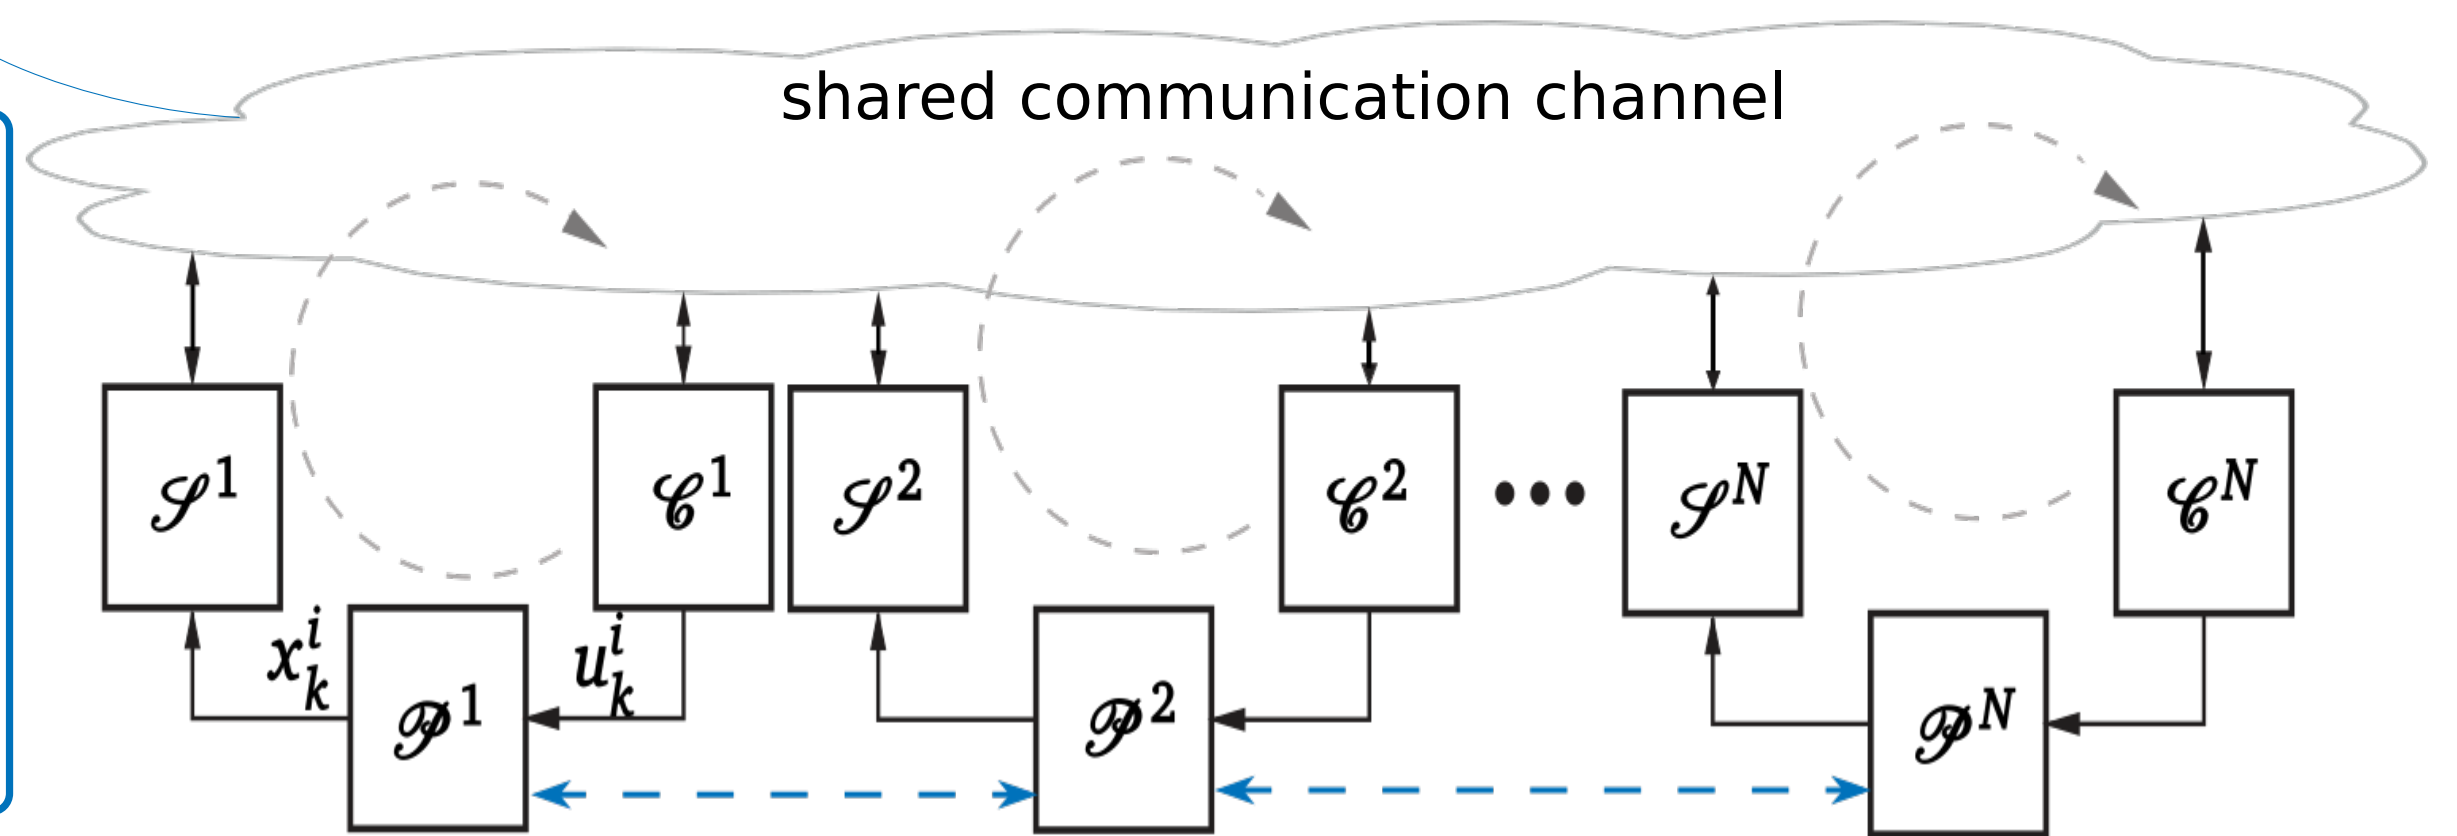 shared communication channel
𝒮¹ 𝒞¹ 𝒮² 𝒞² ••• 𝒮ᴺ 𝒞ᴺ
xᵢₖ uᵢₖ
𝒫¹ 𝒫² 𝒫ᴺ